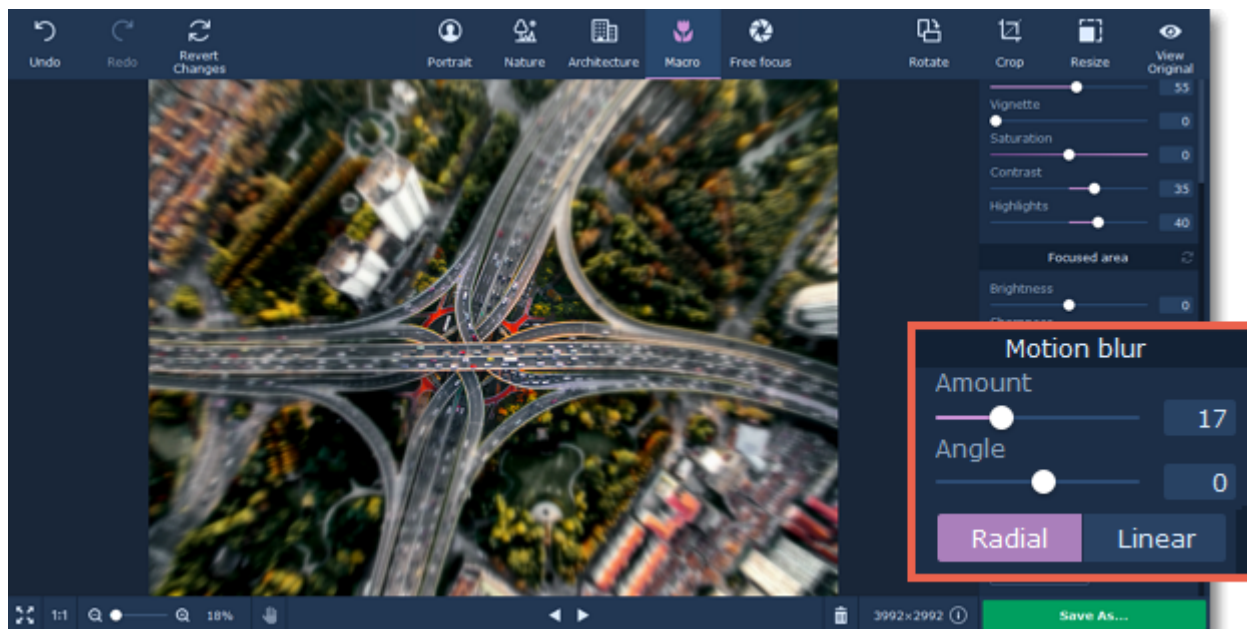 Undo
Redo
Revert
Changes
Portrait
Nature
Architecture
Macro
Free focus
Rotate
Crop
Resize
View
Original
55
Vignette
0
Saturation
0
Contrast
35
Highlights
40
Focused area
Brightness
0
Motion blur
Amount
17
Angle
0
Radial Linear
1:1
18%
3992×2992
Save As...